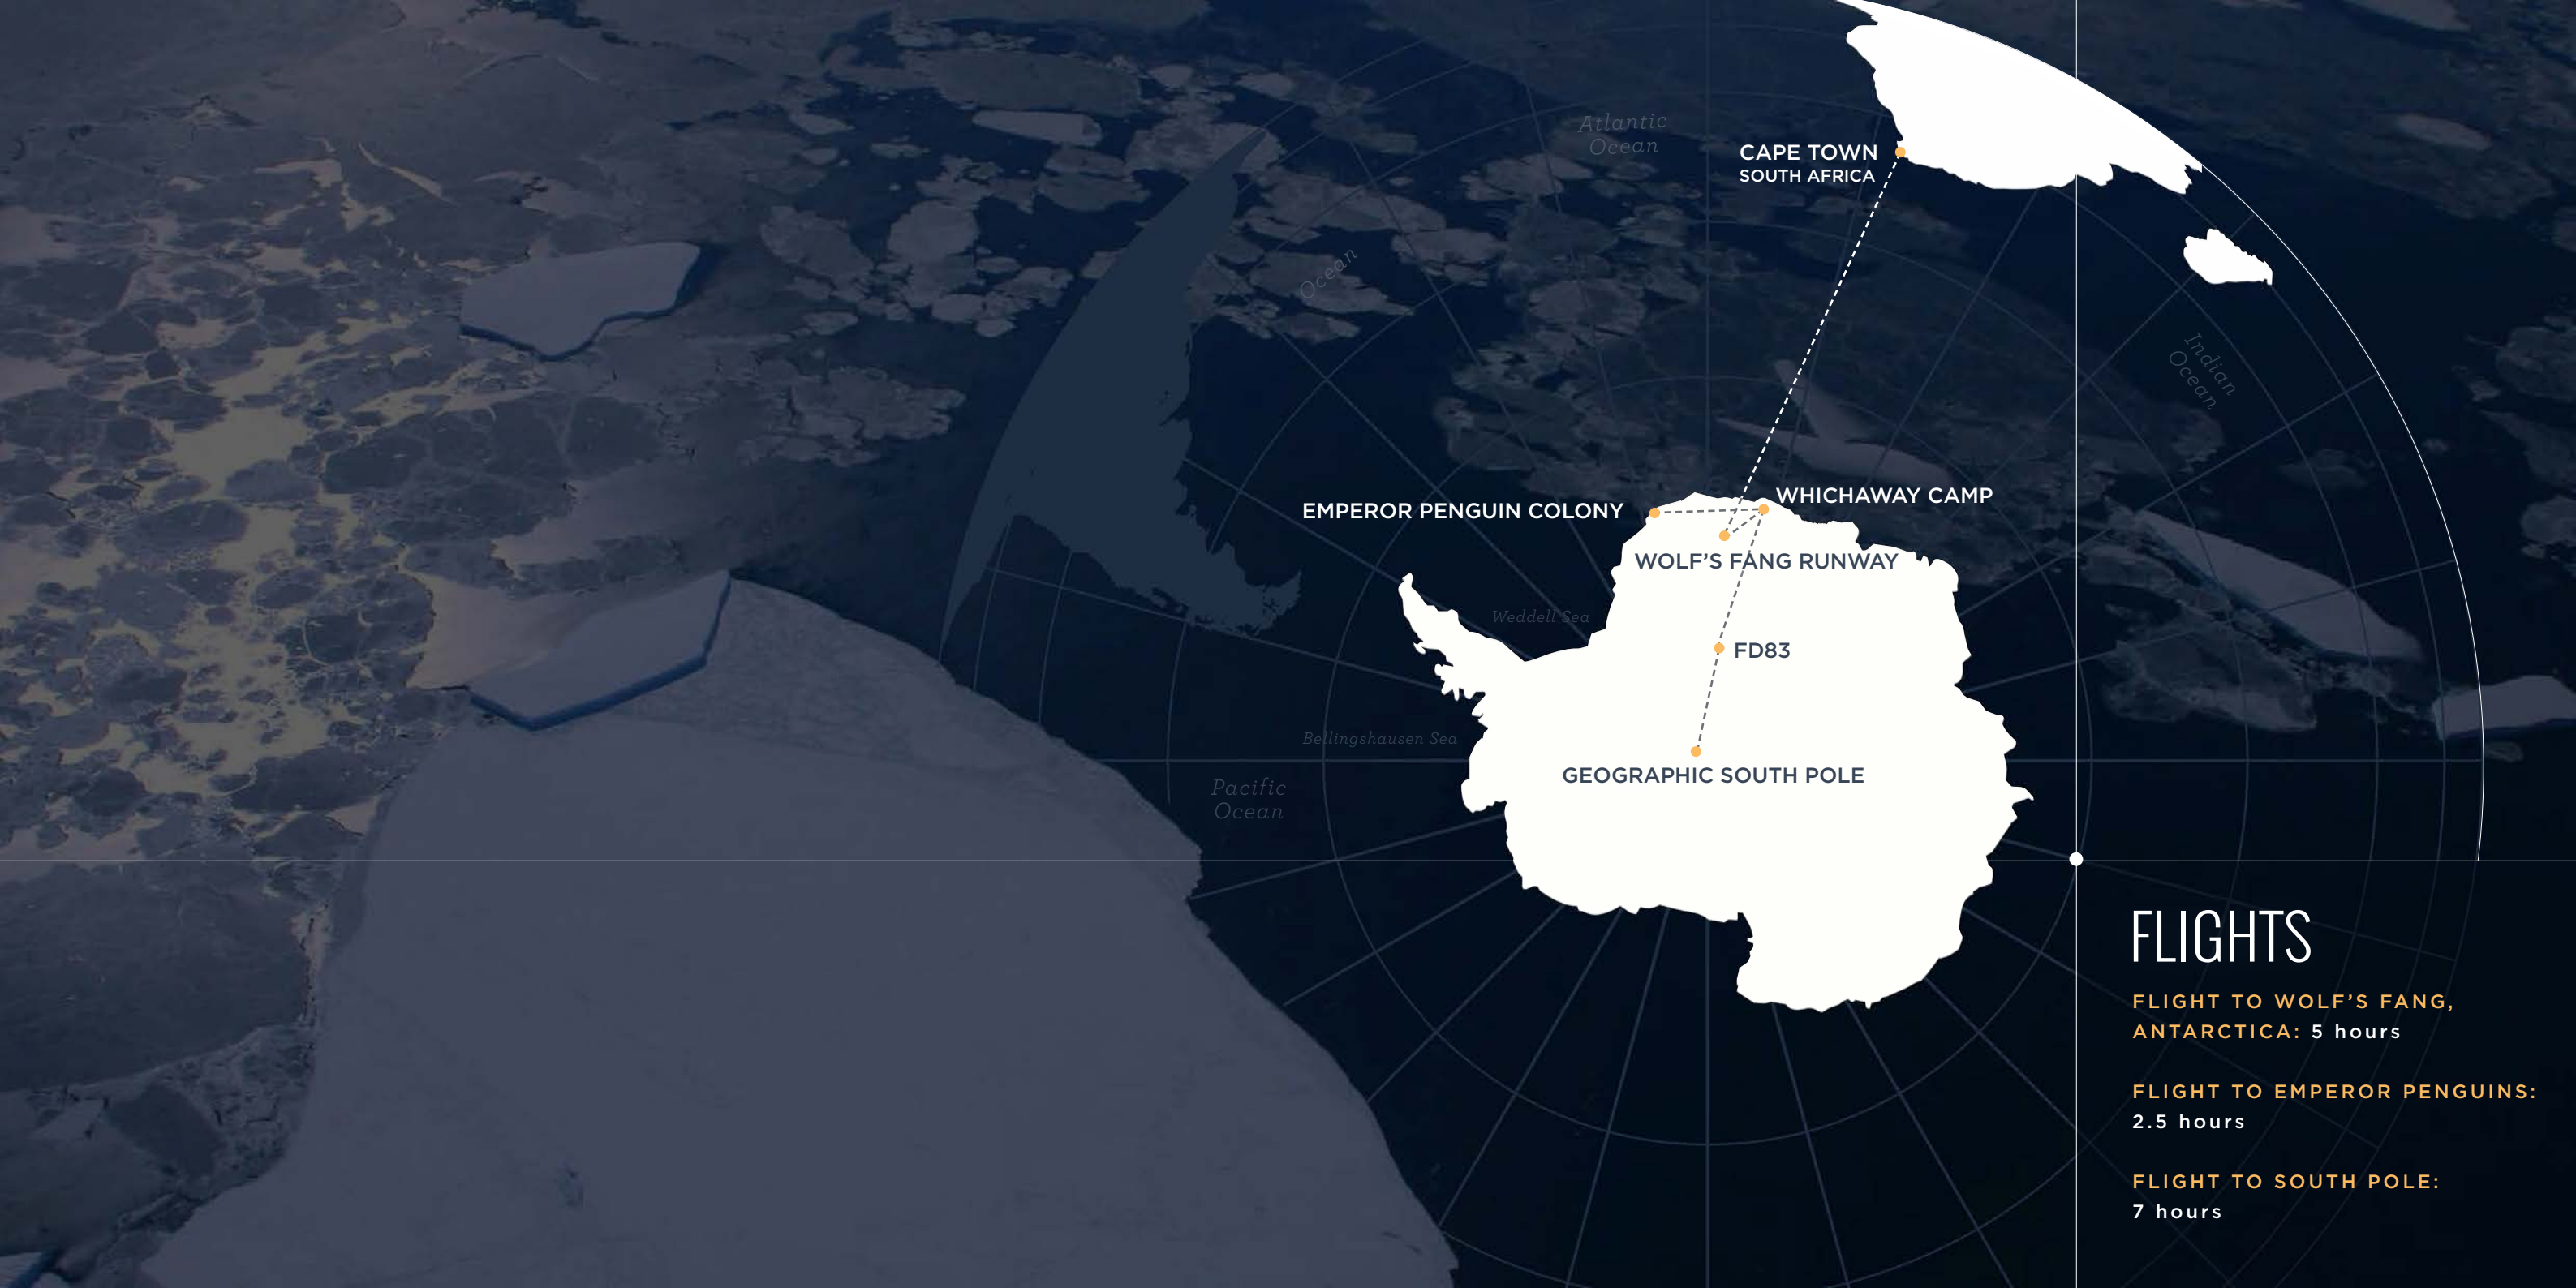 Atlantic
Ocean
CAPE TOWN
SOUTH AFRICA
Ocean
Indian
Ocean
WHICHAWAY CAMP
EMPEROR PENGUIN COLONY
WOLF’S FANG RUNWAY
Weddell Sea
FD83
Bellingshausen Sea
GEOGRAPHIC SOUTH POLE
Pacific
Ocean
FLIGHTS
FLIGHT TO WOLF’S FANG,
ANTARCTICA: 5 hours
FLIGHT TO EMPEROR PENGUINS:
2.5 hours
FLIGHT TO SOUTH POLE:
7 hours